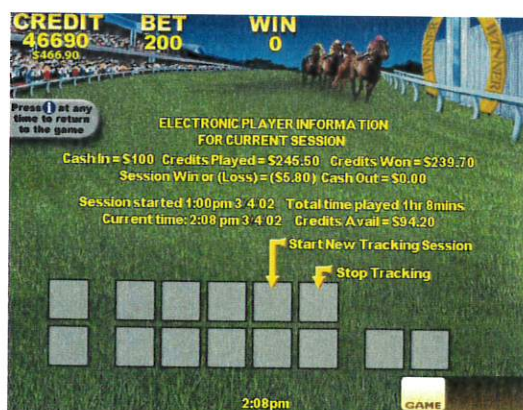 CREDIT BET WIN
46690 200 0
$466.90
WINNER WINNER
Press i at any
time to return
to the game
ELECTRONIC PLAYER INFORMATION
FOR CURRENT SESSION
Cash In = $100 Credits Played = $245.50 Credits Won = $239.70
Session Win or (Loss) = ($5.80) Cash Out = $0.00
Session started 1:00pm 3/4/02 Total time played 1hr 8mins
Current time: 2:08 pm 3/4/02 Credits Avail = $94.20
Start New Tracking Session
Stop Tracking
2:08pm
GAME